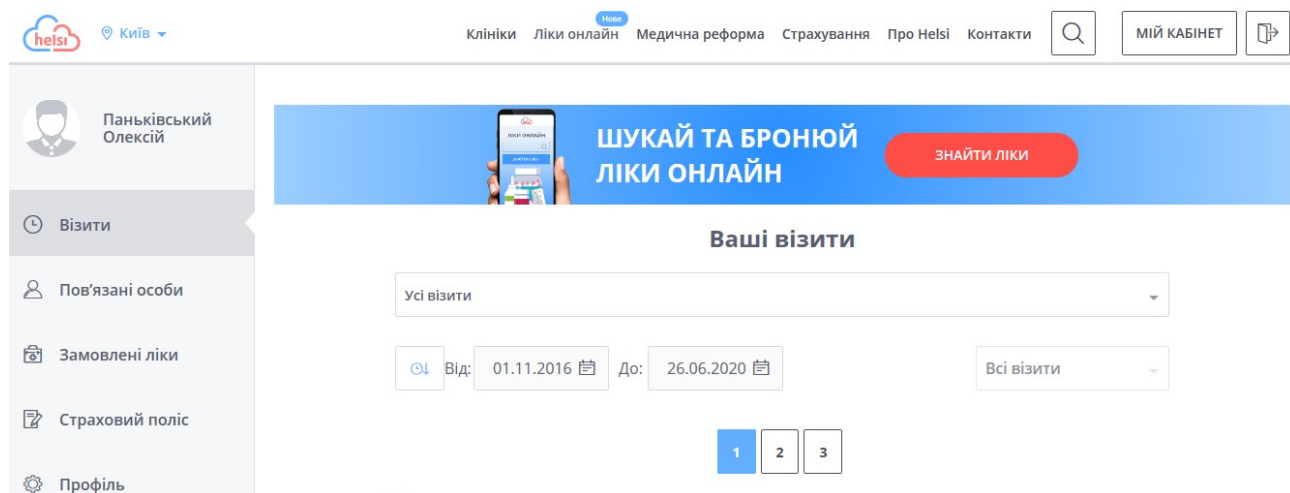 helsi
Київ
Нове
Клініки Ліки онлайн Медична реформа Страхування Про Helsi Контакти
МІЙ КАБІНЕТ
Паньківський
Олексій
Візити
Пов’язані особи
Замовлені ліки
Страховий поліс
Профіль
ЛІКИ ОНЛАЙН
ШУКАЙ ТА БРОНЮЙ
ЛІКИ ОНЛАЙН
ЗНАЙТИ ЛІКИ
Ваші візити
Усі візити
Від: 01.11.2016 До: 26.06.2020 Всі візити
1 2 3